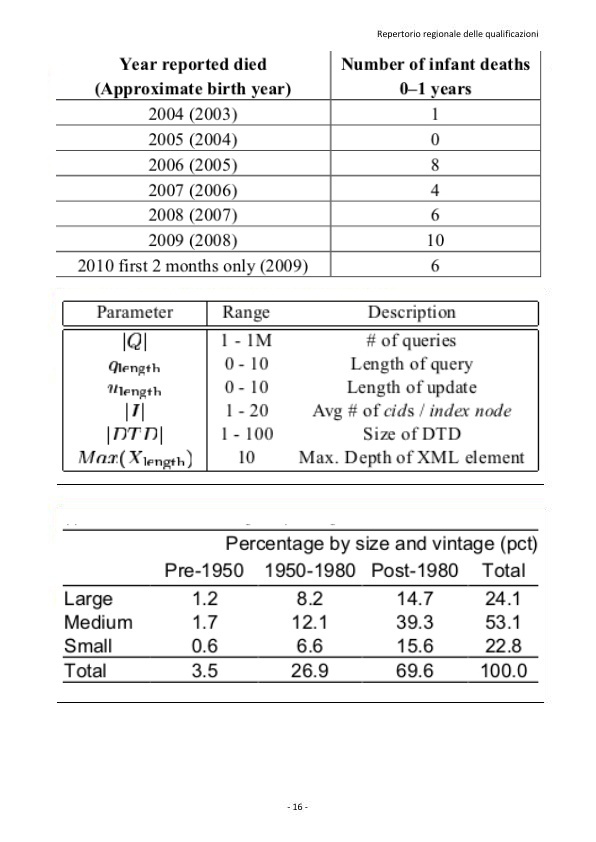 Repertorio regionale delle qualificazioni
Year reported died Number of infant deaths
(Approximate birth year) 0–1 years
2004 (2003) 1
2005 (2004) 0
2006 (2005) 8
2007 (2006) 4
2008 (2007) 6
2009 (2008) 10
2010 first 2 months only (2009) 6
Parameter Range Description
|Q| 1 - 1M # of queries
qlength 0 - 10 Length of query
ulength 0 - 10 Length of update
|I| 1 - 20 Avg # of cids / index node
|DTD| 1 - 100 Size of DTD
Max(Xlength) 10 Max. Depth of XML element
Percentage by size and vintage (pct)
Pre-1950 1950-1980 Post-1980 Total
Large 1.2 8.2 14.7 24.1
Medium 1.7 12.1 39.3 53.1
Small 0.6 6.6 15.6 22.8
Total 3.5 26.9 69.6 100.0
- 16 -